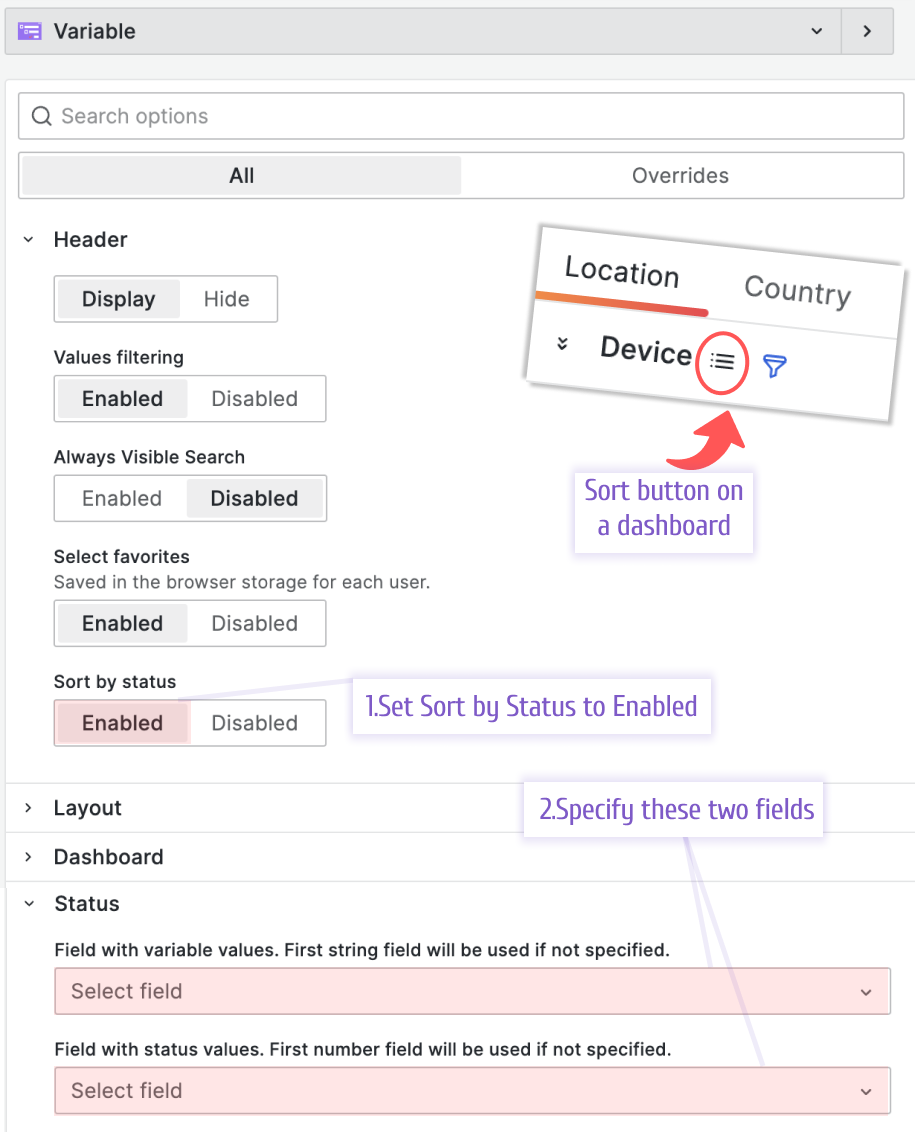 Variable
Search options
All
Overrides
Header
Display
Hide
Location
Country
Device
Values filtering
Enabled
Disabled
Always Visible Search
Enabled
Disabled
Sort button on
a dashboard
Select favorites
Saved in the browser storage for each user.
Enabled
Disabled
Sort by status
Enabled
Disabled
1.Set Sort by Status to Enabled
Layout
2.Specify these two fields
Dashboard
Status
Field with variable values. First string field will be used if not specified.
Select field
Field with status values. First number field will be used if not specified.
Select field